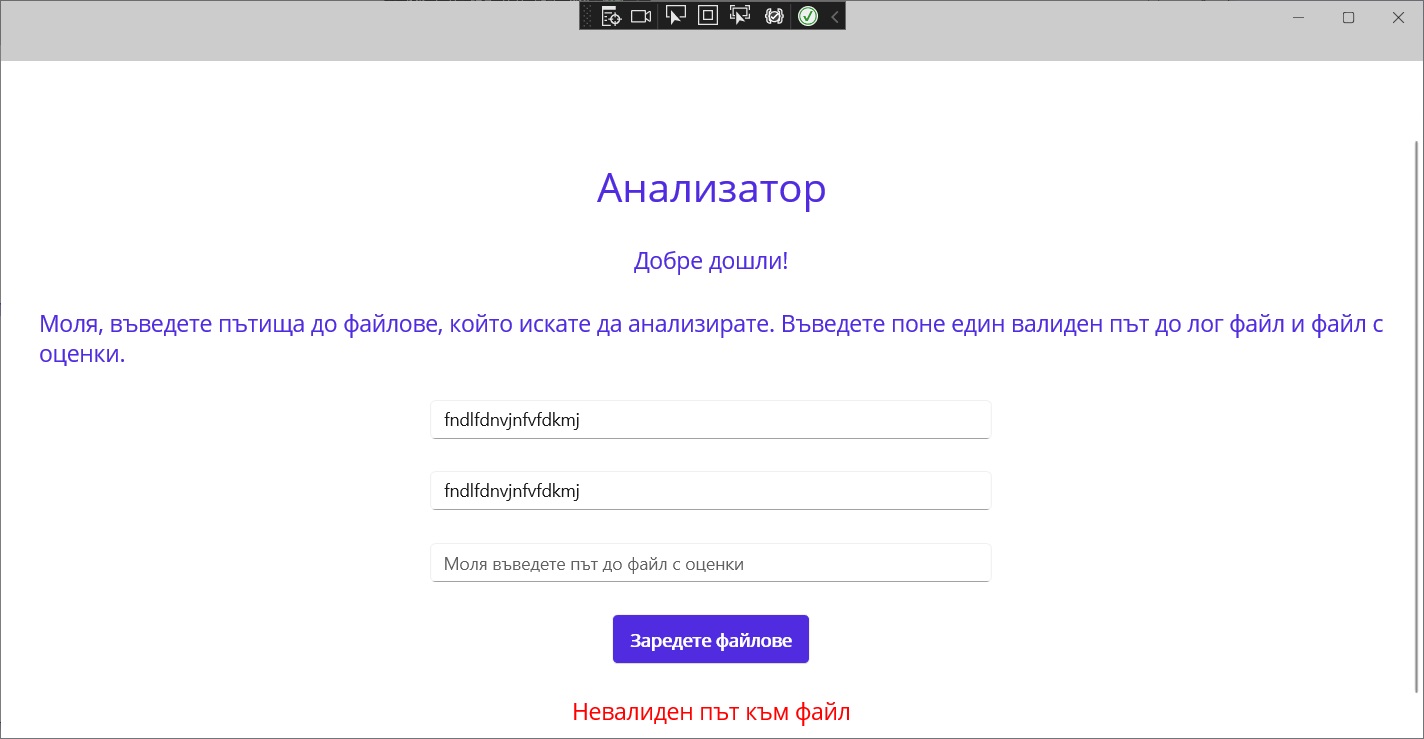 Анализатор
Добре дошли!
Моля, въведете пътища до файлове, който искате да анализирате. Въведете поне един валиден път до лог файл и файл с
оценки.
fndlfdnvjnfvfdkmj
fndlfdnvjnfvfdkmj
Моля въведете път до файл с оценки
Заредете файлове
Невалиден път към файл